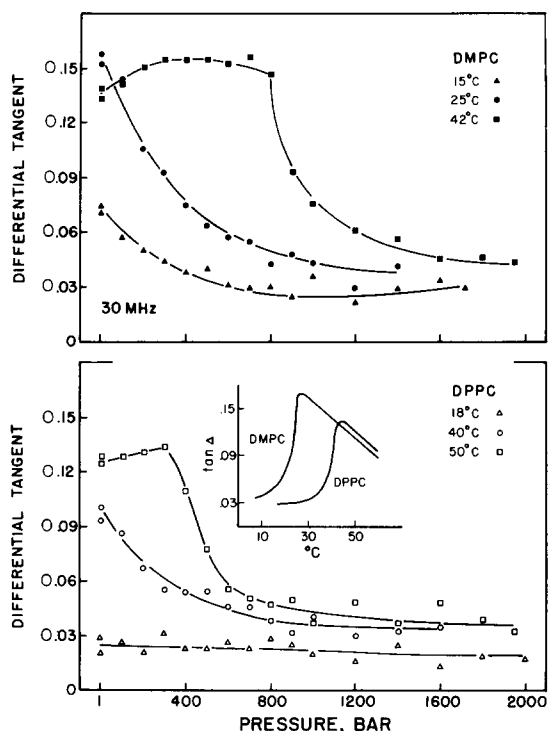 DIFFERENTIAL TANGENT
0.15
0.12
0.09
0.06
0.03
0
30 MHz
DMPC
15°C ▲
25°C ●
42°C ■
DIFFERENTIAL TANGENT
0.15
0.12
0.09
0.06
0.03
0
DPPC
18°C △
40°C ○
50°C □
tan Δ
.15
.09
.03
DMPC
DPPC
10 30 50
°C
1 400 800 1200 1600 2000
PRESSURE, BAR